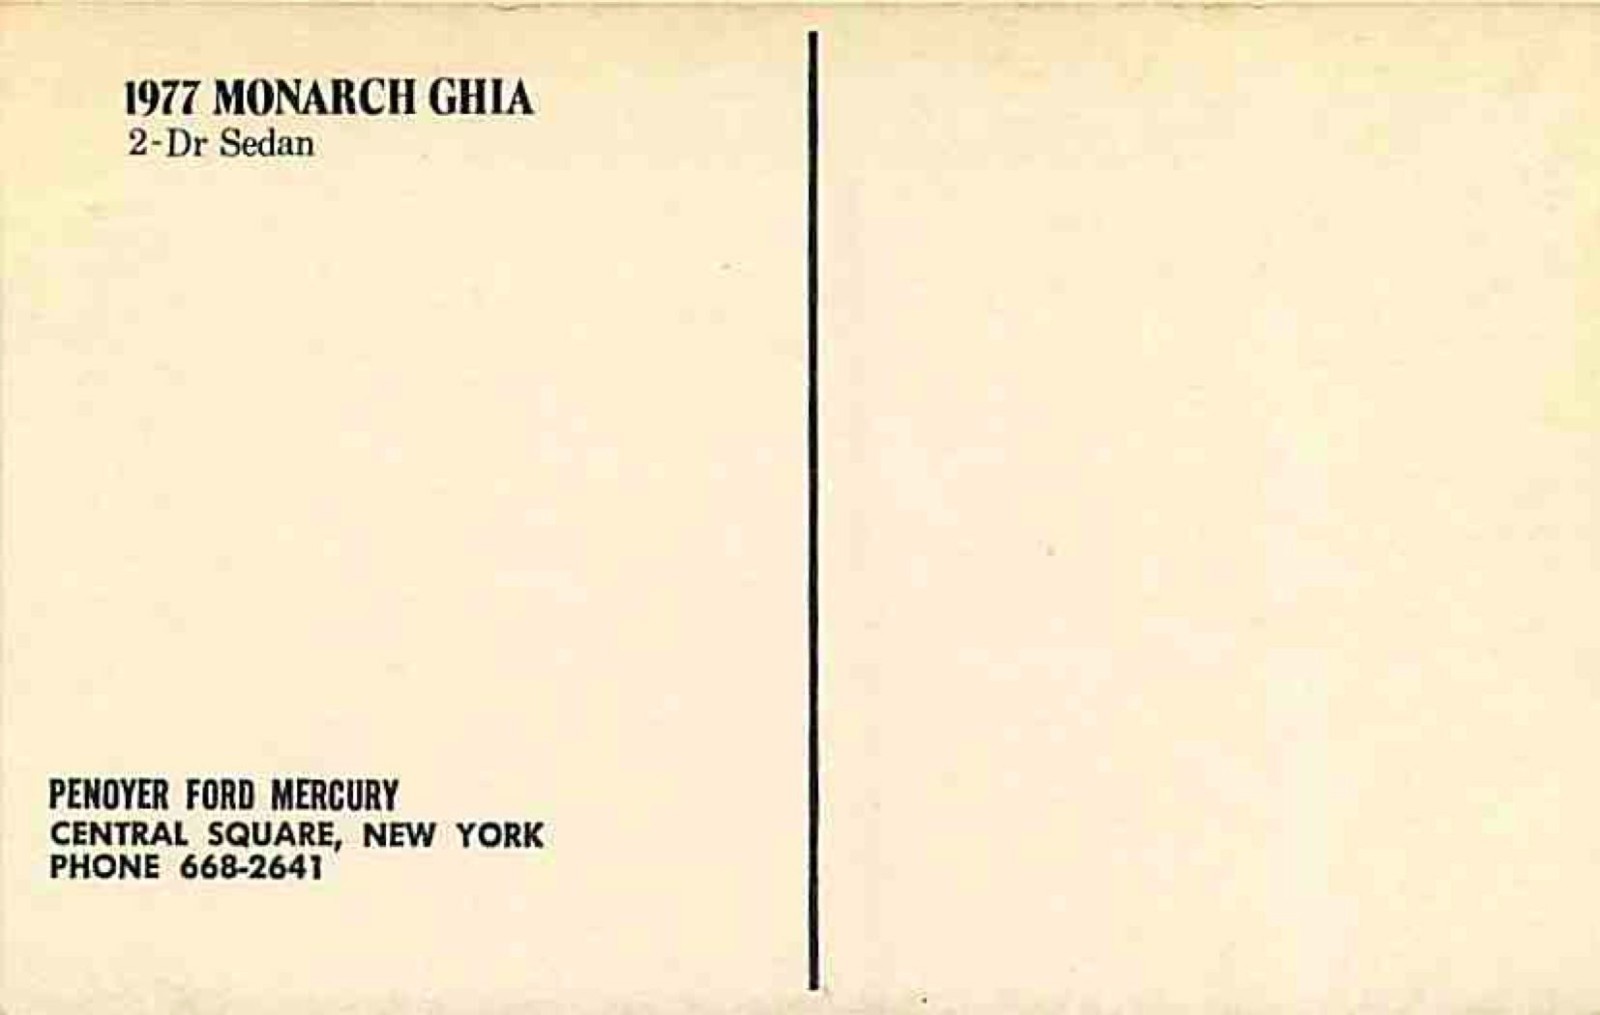 1977 MONARCH GHIA
2-Dr Sedan
PENOYER FORD MERCURY
CENTRAL SQUARE, NEW YORK
PHONE 668-2641